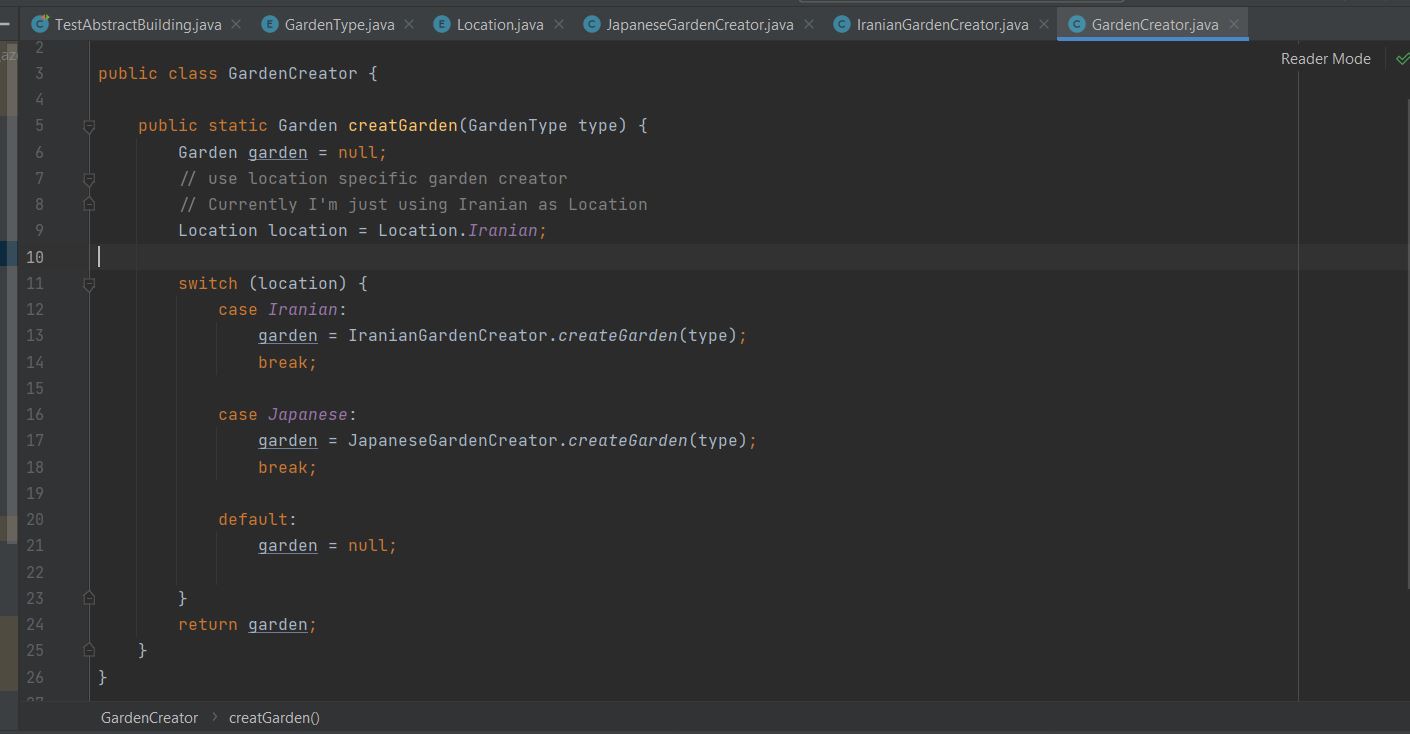 TestAbstractBuilding.java GardenType.java Location.java JapaneseGardenCreator.java IranianGardenCreator.java GardenCreator.java
Reader Mode
2
3 public class GardenCreator {
4
5 public static Garden creatGarden(GardenType type) {
6 Garden garden = null;
7 // use location specific garden creator
8 // Currently I'm just using Iranian as Location
9 Location location = Location.Iranian;
10
11 switch (location) {
12 case Iranian:
13 garden = IranianGardenCreator.createGarden(type);
14 break;
15
16 case Japanese:
17 garden = JapaneseGardenCreator.createGarden(type);
18 break;
19
20 default:
21 garden = null;
22
23 }
24 return garden;
25 }
26 }
GardenCreator > creatGarden()